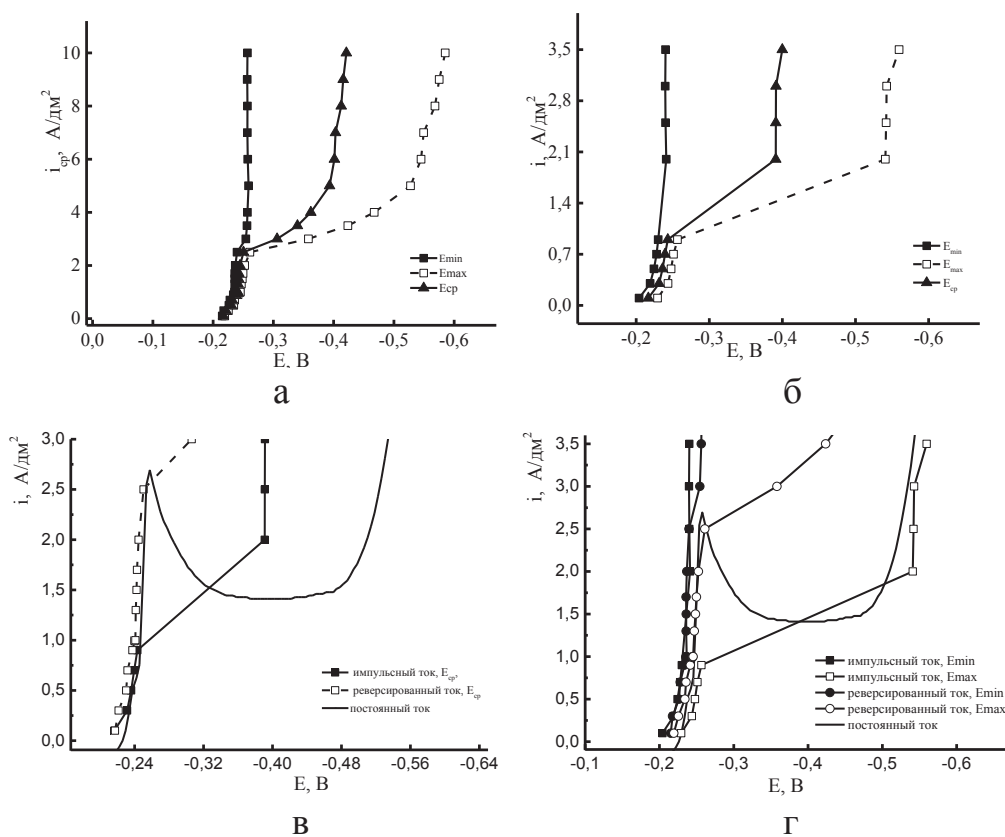 10
8
6
4
2
0
i_ср, А/дм²
Emin
Emax
Eср
0,0 -0,1 -0,2 -0,3 -0,4 -0,5 -0,6
E, В
а
3,5
2,8
2,1
1,4
0,7
0,0
i, А/дм²
E_min
E_max
E_ср
-0,2 -0,3 -0,4 -0,5 -0,6
E, В
б
3,0
2,5
2,0
1,5
1,0
0,5
0,0
i, А/дм²
импульсный ток, E_ср,
реверсированный ток, E_ср
постоянный ток
-0,24 -0,32 -0,40 -0,48 -0,56 -0,64
E, В
в
3,5
3,0
2,5
2,0
1,5
1,0
0,5
0,0
i, А/дм²
импульсный ток, Emin
импульсный ток, Emax
реверсированный ток, Emin
реверсированный ток, Emax
постоянный ток
-0,1 -0,2 -0,3 -0,4 -0,5 -0,6
E, В
г